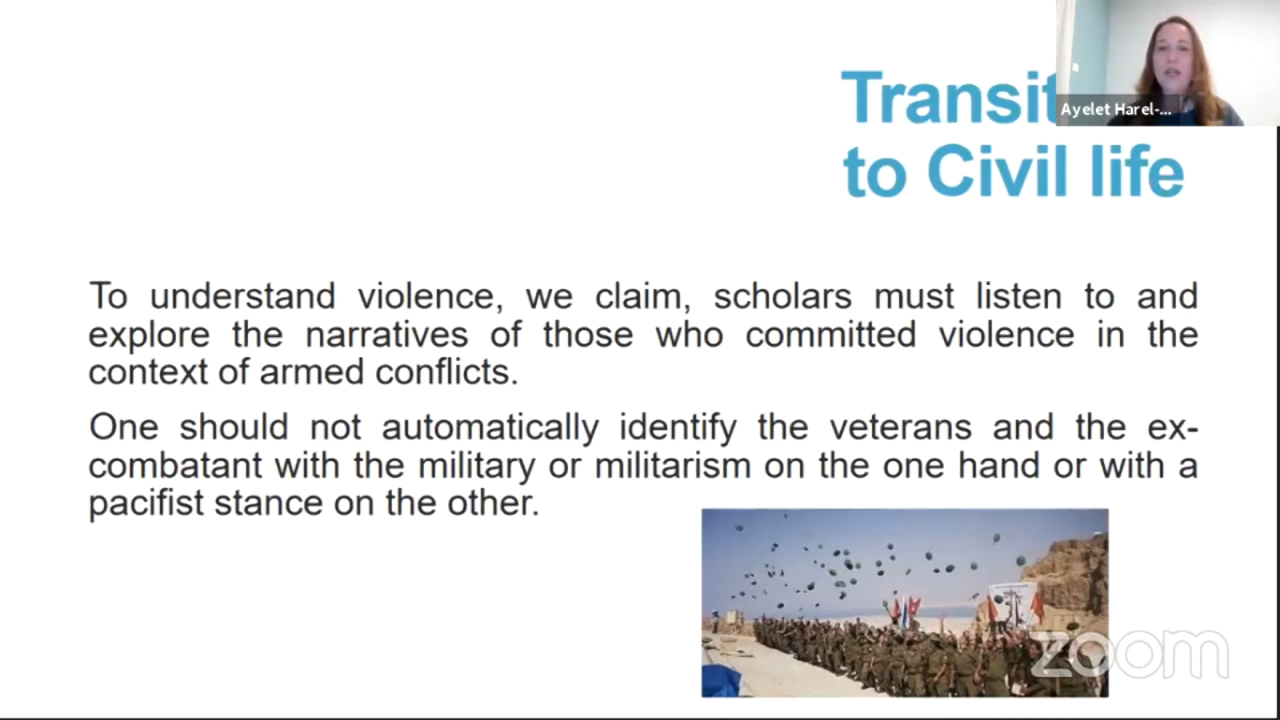 to Civil life
Ayelet Harel-...
To understand violence, we claim, scholars must listen to and
explore the narratives of those who committed violence in the
context of armed conflicts.
One should not automatically identify the veterans and the ex-
combatant with the military or militarism on the one hand or with a
pacifist stance on the other.
zoom